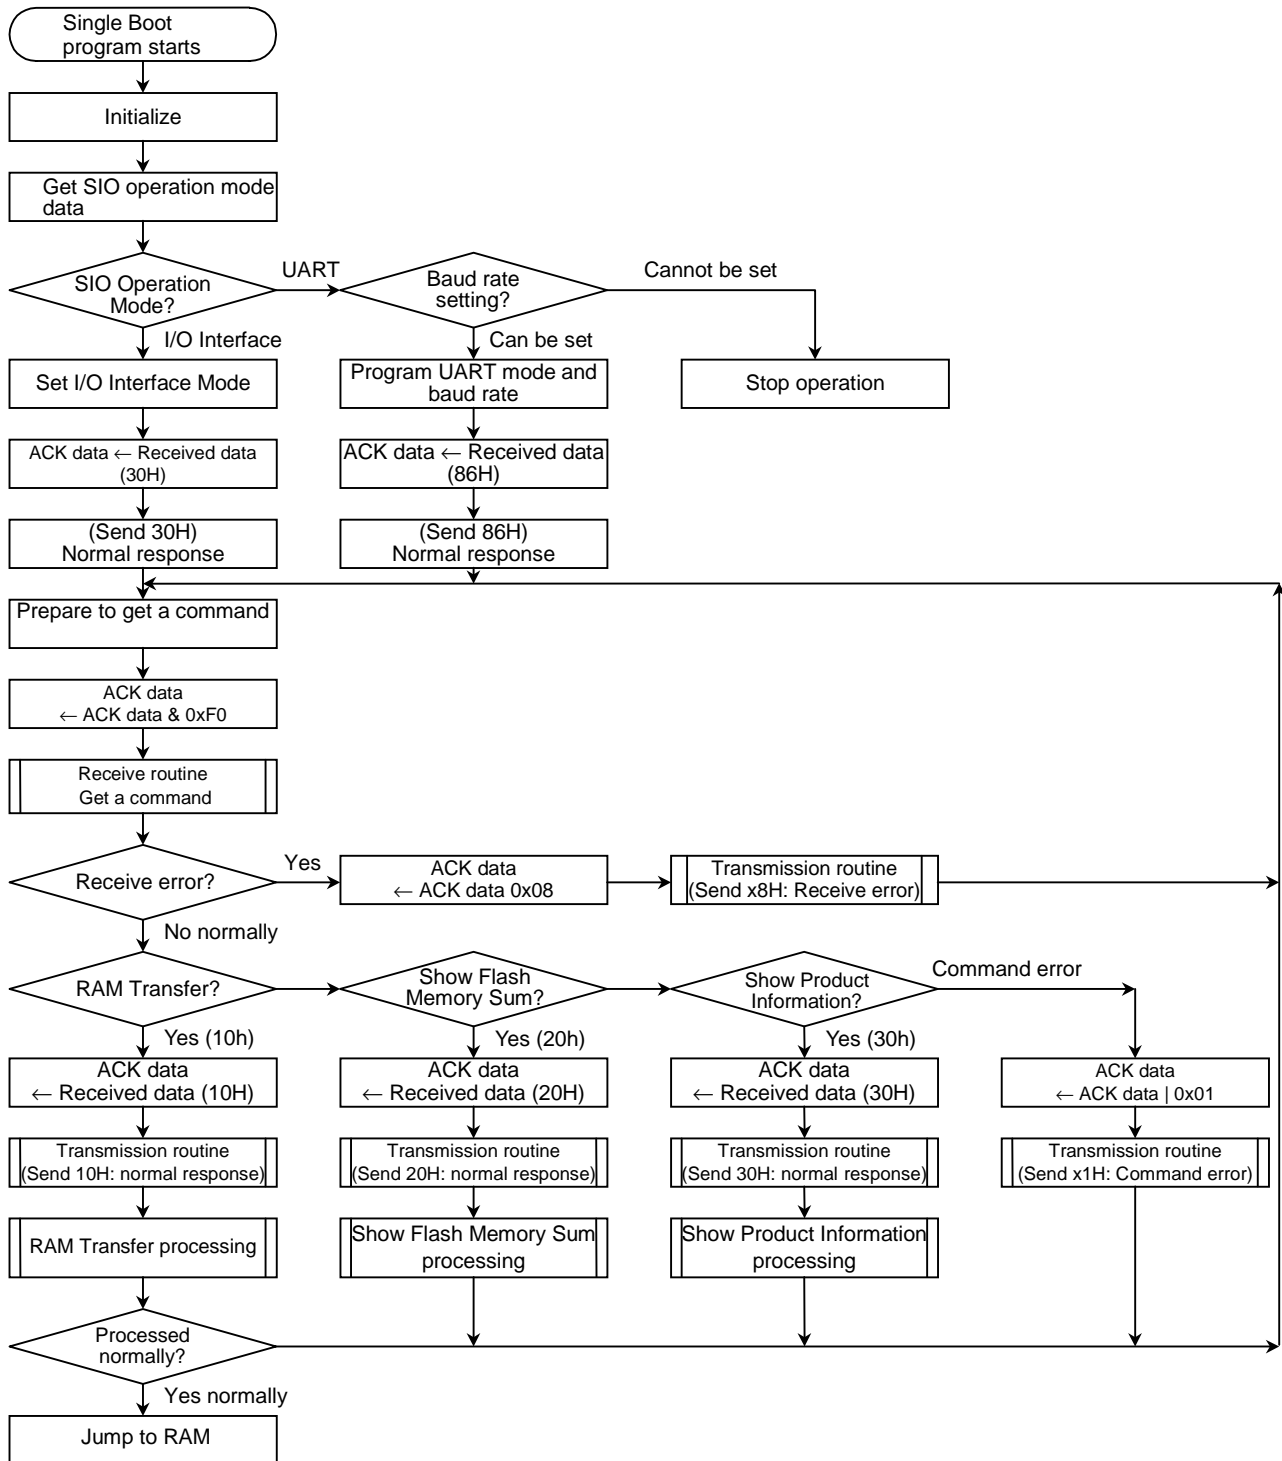 Single Boot
program starts
Initialize
Get SIO operation mode
data
SIO Operation
Mode?
UART
Baud rate
setting?
Cannot be set
I/O Interface
Can be set
Set I/O Interface Mode
Program UART mode and
baud rate
Stop operation
ACK data ← Received data
(30H)
ACK data ← Received data
(86H)
(Send 30H)
Normal response
(Send 86H)
Normal response
Prepare to get a command
ACK data
← ACK data & 0xF0
Receive routine
Get a command
Receive error?
Yes
ACK data
← ACK data 0x08
Transmission routine
(Send x8H: Receive error)
No normally
RAM Transfer?
Show Flash
Memory Sum?
Show Product
Information?
Command error
Yes (10h)
Yes (20h)
Yes (30h)
ACK data
← Received data (10H)
ACK data
← Received data (20H)
ACK data
← Received data (30H)
ACK data
← ACK data | 0x01
Transmission routine
(Send 10H: normal response)
Transmission routine
(Send 20H: normal response)
Transmission routine
(Send 30H: normal response)
Transmission routine
(Send x1H: Command error)
RAM Transfer processing
Show Flash Memory Sum
processing
Show Product Information
processing
Processed
normally?
Yes normally
Jump to RAM